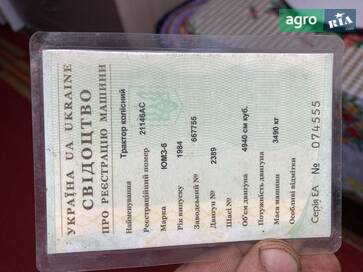 agro RIA.com
УКРАЇНА UA UKRAINE
СВІДОЦТВО
ПРО РЕЄСТРАЦІЮ МАШИНИ
Найменування Трактор колісний
Реєстраційний номер 21146АС
Марка ЮМЗ-6
Рік випуску 1984
Заводський № 667755
Двигун № 2389
Шасі №
Об'єм двигуна 4940 см куб.
Потужність двигуна
Маса машини 3490 кг
Особливі відмітки
Серія ЕА № 074555